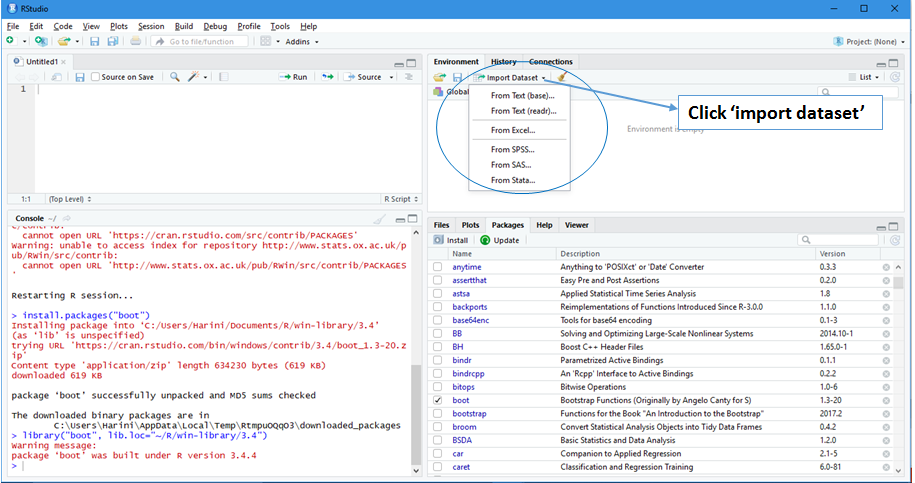 RStudio
File Edit Code View Plots Session Build Debug Profile Tools Help
Go to file/function Addins Project: (None)
Untitled1
Source on Save Run Source
1
1:1 (Top Level) R Script
Console ~/
C/contrib:
cannot open URL 'https://cran.rstudio.com/src/contrib/PACKAGES'
Warning: unable to access index for repository http://www.stats.ox.ac.uk/p
ub/RWin/src/contrib:
cannot open URL 'http://www.stats.ox.ac.uk/pub/RWin/src/contrib/PACKAGES
'
Restarting R session...
> install.packages("boot")
Installing package into ‘C:/Users/Harini/Documents/R/win-library/3.4’
(as ‘lib’ is unspecified)
trying URL 'https://cran.rstudio.com/bin/windows/contrib/3.4/boot_1.3-20.z
ip'
Content type 'application/zip' length 634230 bytes (619 KB)
downloaded 619 KB
package ‘boot’ successfully unpacked and MD5 sums checked
The downloaded binary packages are in
C:\Users\Harini\AppData\Local\Temp\RtmpuOQqO3\downloaded_packages
> library("boot", lib.loc="~/R/win-library/3.4")
Warning message:
package ‘boot’ was built under R version 3.4.4
>
Environment History Connections
Import Dataset List
Global
From Text (base)...
From Text (readr)...
From Excel...
From SPSS...
From SAS...
From Stata...
Click ‘import dataset’
Environment is Empty
Files Plots Packages Help Viewer
Install Update
Name Description Version
anytime Anything to 'POSIXct' or 'Date' Converter 0.3.3
assertthat Easy Pre and Post Assertions 0.2.0
astsa Applied Statistical Time Series Analysis 1.8
backports Reimplementations of Functions Introduced Since R-3.0.0 1.1.0
base64enc Tools for base64 encoding 0.1-3
BB Solving and Optimizing Large-Scale Nonlinear Systems 2014.10-1
BH Boost C++ Header Files 1.65.0-1
bindr Parametrized Active Bindings 0.1.1
bindrcpp An 'Rcpp' Interface to Active Bindings 0.2.2
bitops Bitwise Operations 1.0-6
boot Bootstrap Functions (Originally by Angelo Canty for S) 1.3-20
bootstrap Functions for the Book "An Introduction to the Bootstrap" 2017.2
broom Convert Statistical Analysis Objects into Tidy Data Frames 0.4.2
BSDA Basic Statistics and Data Analysis 1.2.0
car Companion to Applied Regression 2.1-5
caret Classification and Regression Training 6.0-81